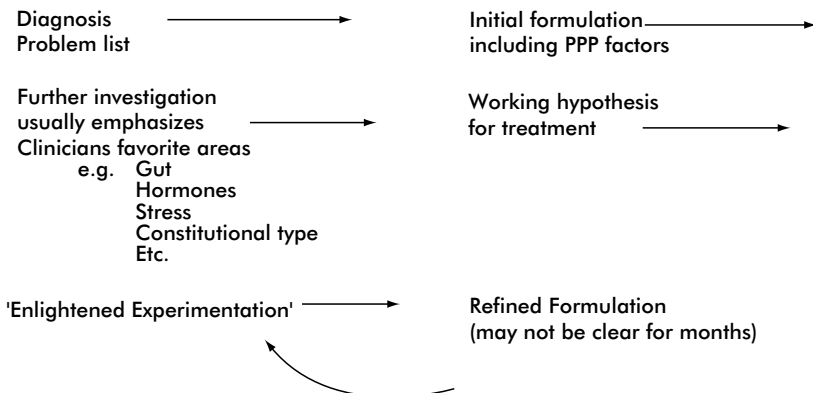 Diagnosis
Problem list
Initial formulation
including PPP factors
Further investigation
usually emphasizes
Clinicians favorite areas
e.g. Gut
Hormones
Stress
Constitutional type
Etc.
Working hypothesis
for treatment
'Enlightened Experimentation'
Refined Formulation
(may not be clear for months)